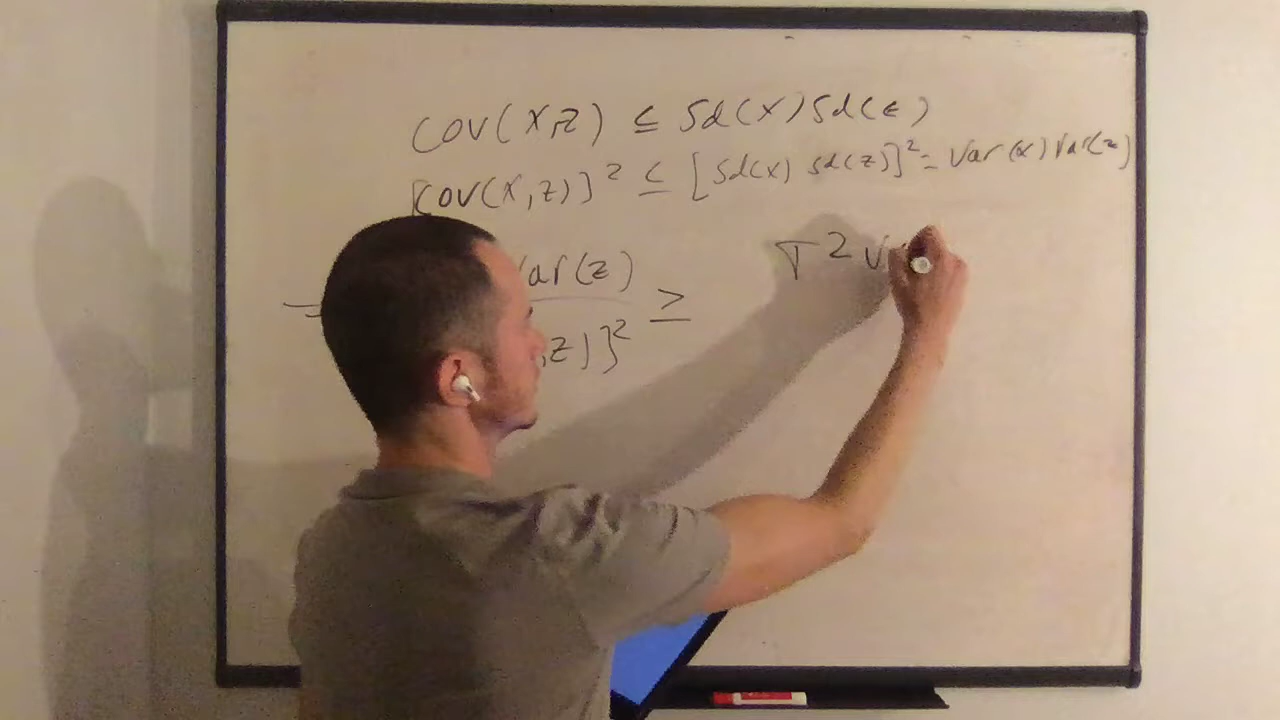 COV(X,Z) ≤ Sd(X)Sd(Z)
[COV(X,Z)]² ≤ [Sd(X) Sd(Z)]² = Var(X)Var(Z)
Var(Z) ≥ σ² V
,Z)]²